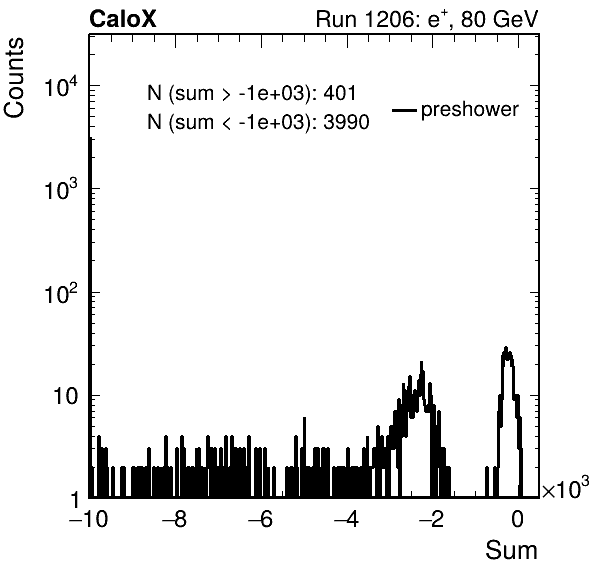 CaloX Run 1206: e⁺, 80 GeV
Counts
N (sum > -1e+03): 401
N (sum < -1e+03): 3990
preshower
10⁴
10³
10²
10
1
−10 −8 −6 −4 −2 0 ×10³
Sum